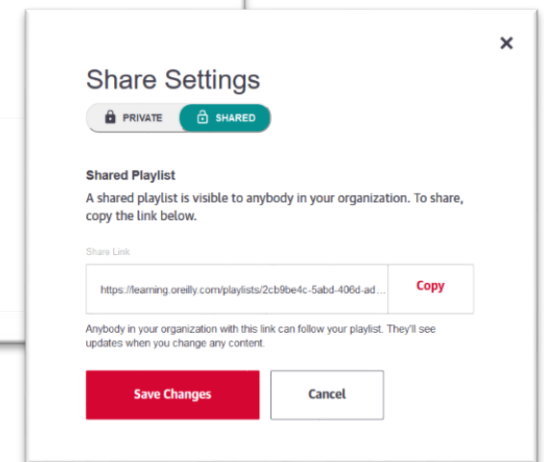 Share Settings
PRIVATE SHARED
Shared Playlist
A shared playlist is visible to anybody in your organization. To share,
copy the link below.
Share Link
https://learning.oreilly.com/playlists/2cb9be4c-5abd-406d-ad...
Copy
Anybody in your organization with this link can follow your playlist. They'll see
updates when you change any content.
Save Changes Cancel